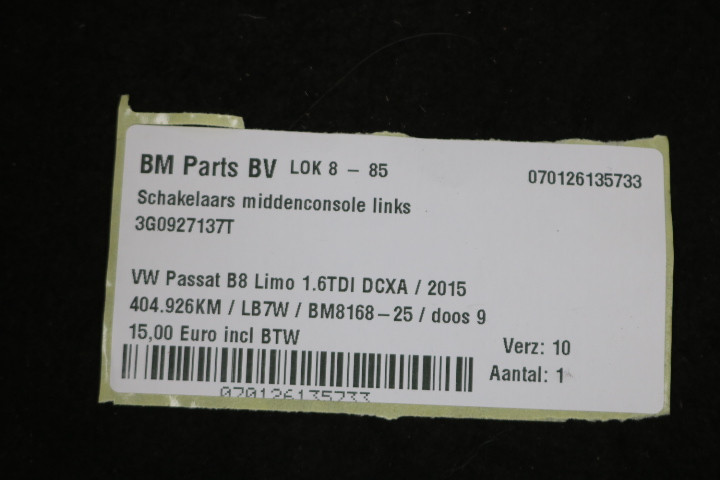 BM Parts BV LOK 8 - 85 070126135733
Schakelaars middenconsole links
3G0927137T
VW Passat B8 Limo 1.6TDI DCXA / 2015
404.926KM / LB7W / BM8168-25 / doos 9
15,00 Euro incl BTW
Verz: 10
Aantal: 1
070126135733